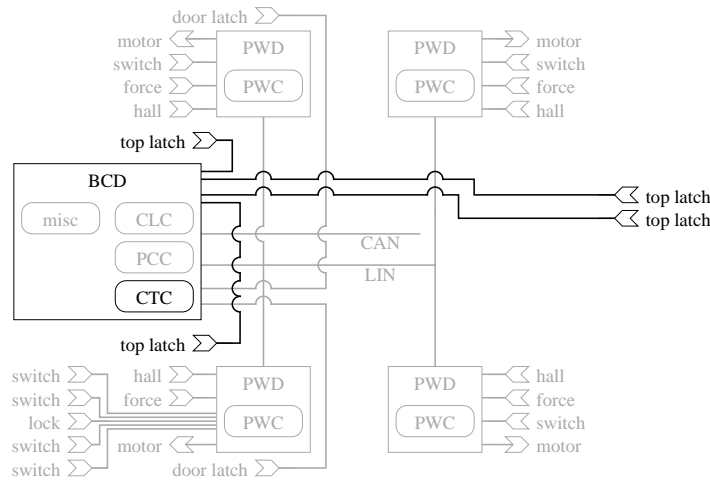 door latch
motor
PWD
PWD
motor
switch
switch
force
PWC
PWC
force
hall
hall
top latch
BCD
top latch
misc
CLC
top latch
CAN
PCC
LIN
CTC
top latch
switch
hall
PWD
PWD
hall
switch
force
force
lock
PWC
PWC
switch
switch
motor
motor
switch
door latch